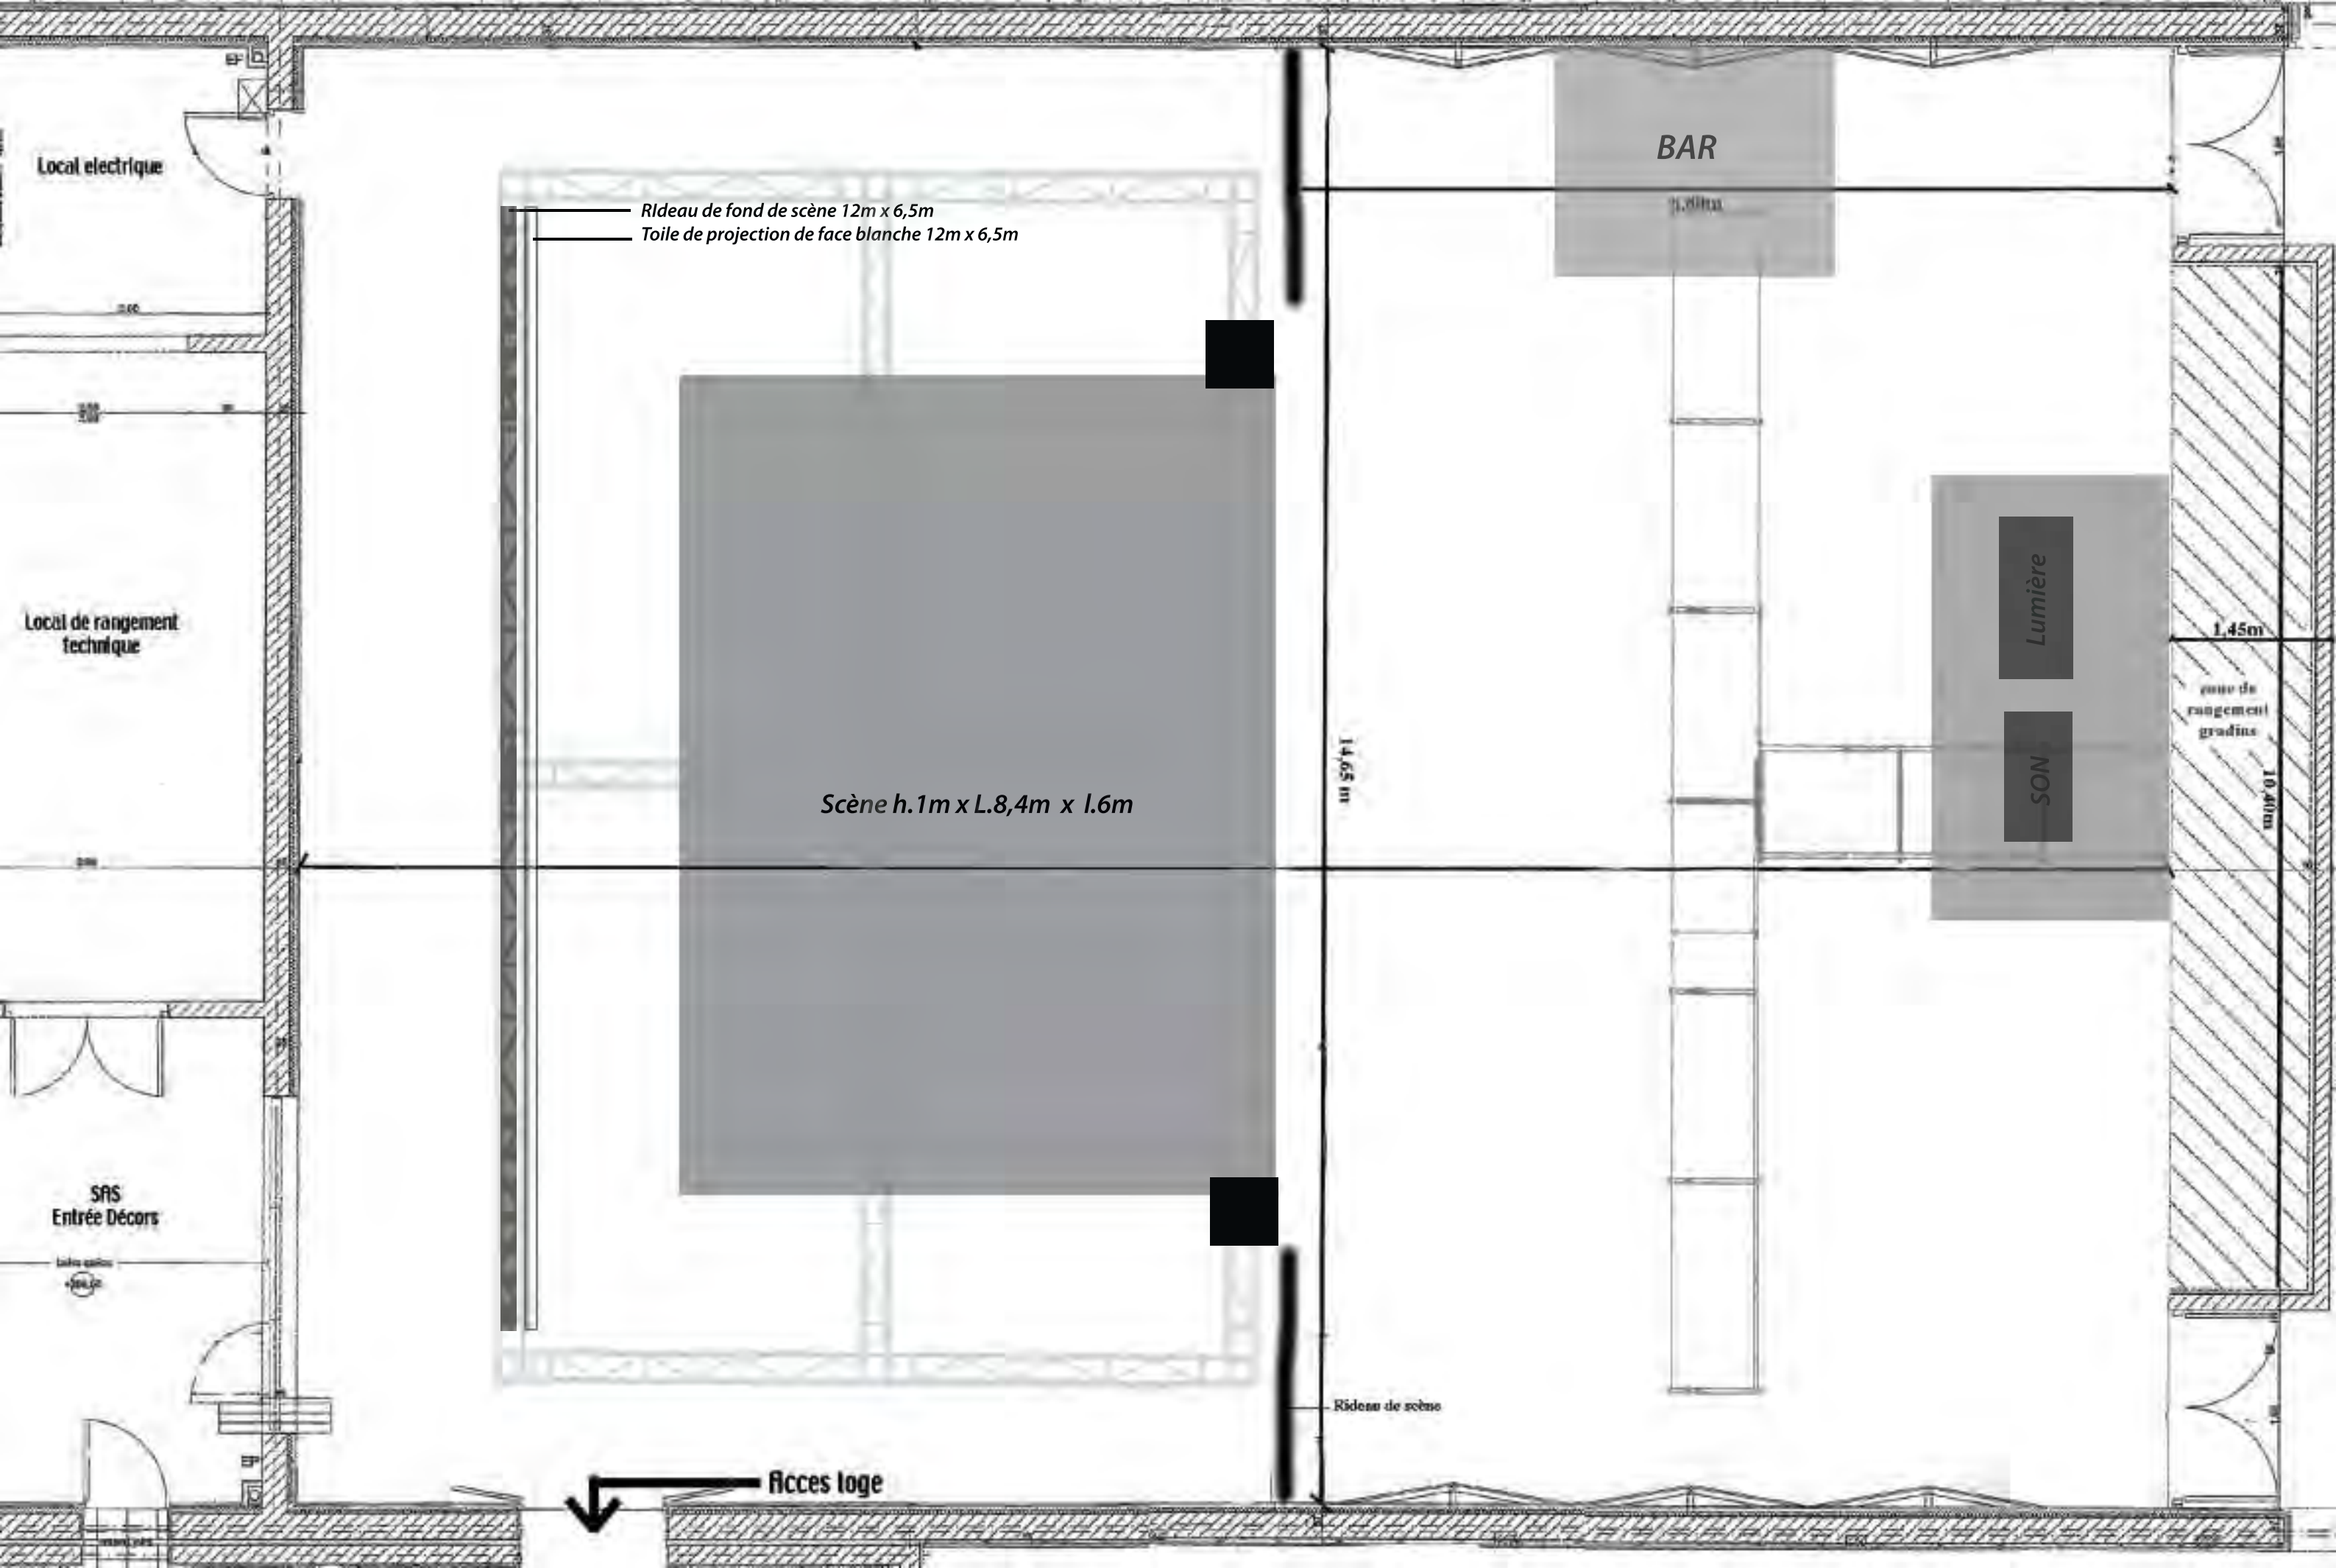 EP
Local electrique
BAR
RIdeau de fond de scène 12m x 6,5m
Toile de projection de face blanche 12m x 6,5m
Lumière
Local de rangement
technique
1,45m
zone de
rangement
gradins
SON
14,65 m
10,40m
Scène h.1m x L.8,4m x l.6m
SAS
Entrée Décors
Rideau de scène
EP
Acces loge